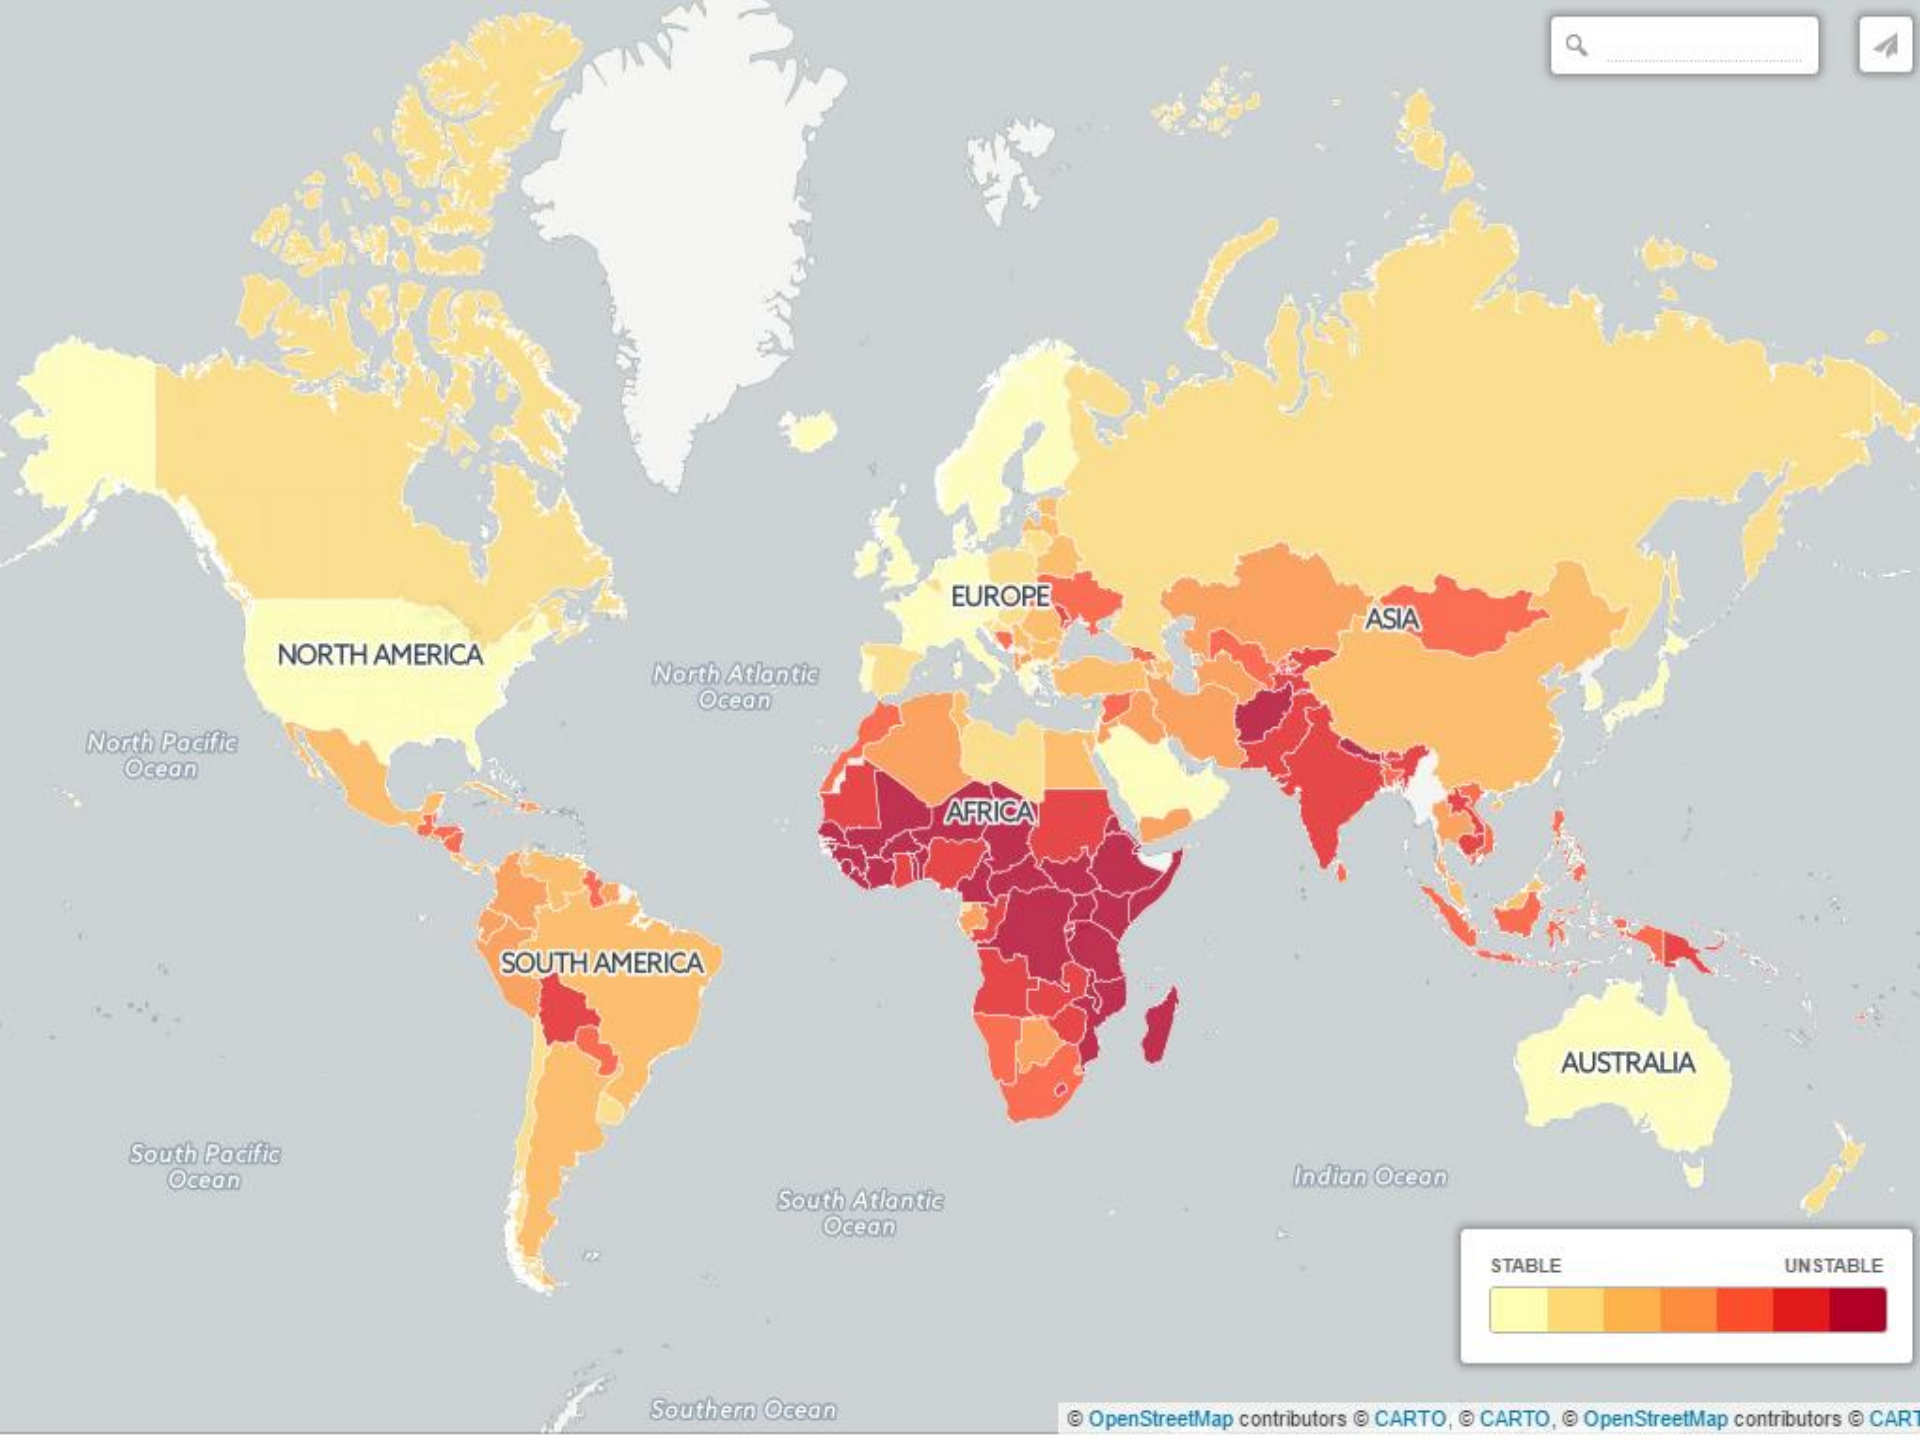 NORTH AMERICA
EUROPE
ASIA
North Atlantic
Ocean
North Pacific
Ocean
AFRICA
SOUTH AMERICA
AUSTRALIA
South Pacific
Ocean
Indian Ocean
South Atlantic
Ocean
STABLE UNSTABLE
Southern Ocean
© OpenStreetMap contributors © CARTO, © CARTO, © OpenStreetMap contributors © CART